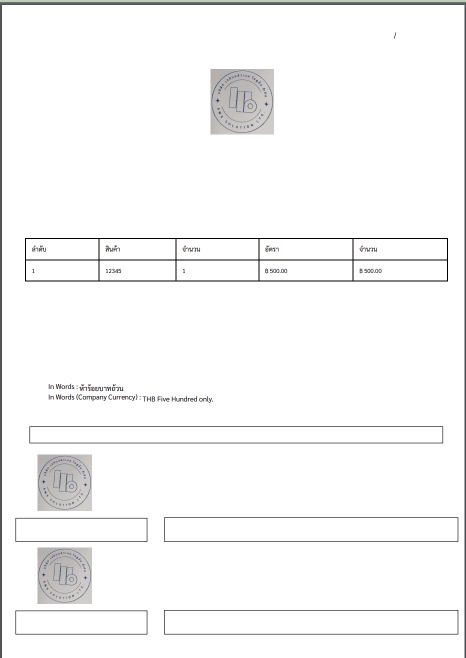 /
ลำดับ สินค้า จำนวน อัตรา จำนวน
1 12345 1 ฿ 500.00 ฿ 500.00
In Words : ห้าร้อยบาทถ้วน
In Words (Company Currency) : THB Five Hundred only.